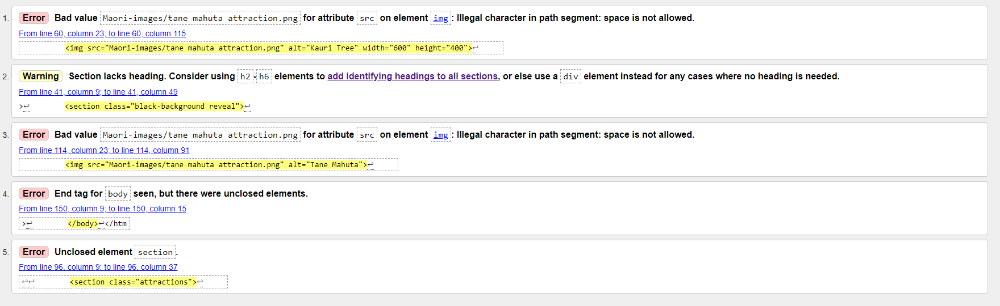 1. Error Bad value Maori-images/tane mahuta attraction.png for attribute src on element img: Illegal character in path segment: space is not allowed.
From line 60, column 23; to line 60, column 115
<img src="Maori-images/tane mahuta attraction.png" alt="Kauri Tree" width="600" height="400">↩
2. Warning Section lacks heading. Consider using h2-h6 elements to add identifying headings to all sections, or else use a div element instead for any cases where no heading is needed.
From line 41, column 9; to line 41, column 49
>↩ <section class="black-background reveal">↩
3. Error Bad value Maori-images/tane mahuta attraction.png for attribute src on element img: Illegal character in path segment: space is not allowed.
From line 114, column 23; to line 114, column 91
<img src="Maori-images/tane mahuta attraction.png" alt="Tane Mahuta">↩
4. Error End tag for body seen, but there were unclosed elements.
From line 150, column 9; to line 150, column 15
>↩ </body>↩</htm
5. Error Unclosed element section.
From line 96, column 9; to line 96, column 37
↩↩ <section class="attractions">↩